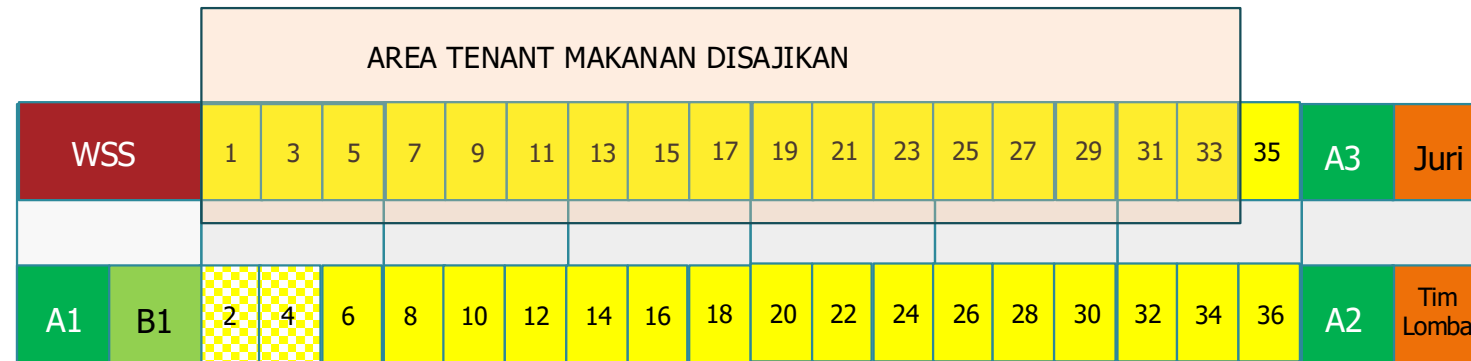 AREA TENANT MAKANAN DISAJIKAN
WSS 1 3 5 7 9 11 13 15 17 19 21 23 25 27 29 31 33 35 A3 Juri
A1 B1 2 4 6 8 10 12 14 16 18 20 22 24 26 28 30 32 34 36 A2 Tim
Lomba